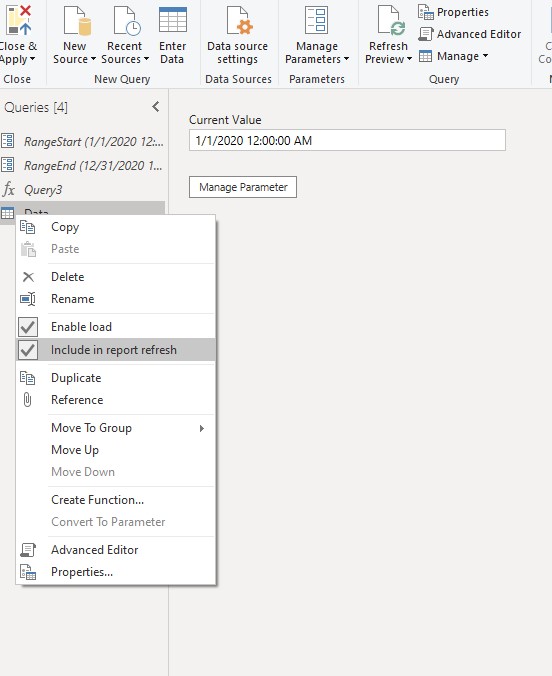 Close &
Apply
New
Source
Recent
Sources
Enter
Data
Data source
settings
Manage
Parameters
Refresh
Preview
Properties
Advanced Editor
Manage
Close
New Query
Data Sources
Parameters
Query
Queries [4]
RangeStart (1/1/2020 12:...
RangeEnd (12/31/2020 1...
fx Query3
Data
Current Value
1/1/2020 12:00:00 AM
Manage Parameter
Copy
Paste
Delete
Rename
Enable load
Include in report refresh
Duplicate
Reference
Move To Group
Move Up
Move Down
Create Function...
Convert To Parameter
Advanced Editor
Properties...